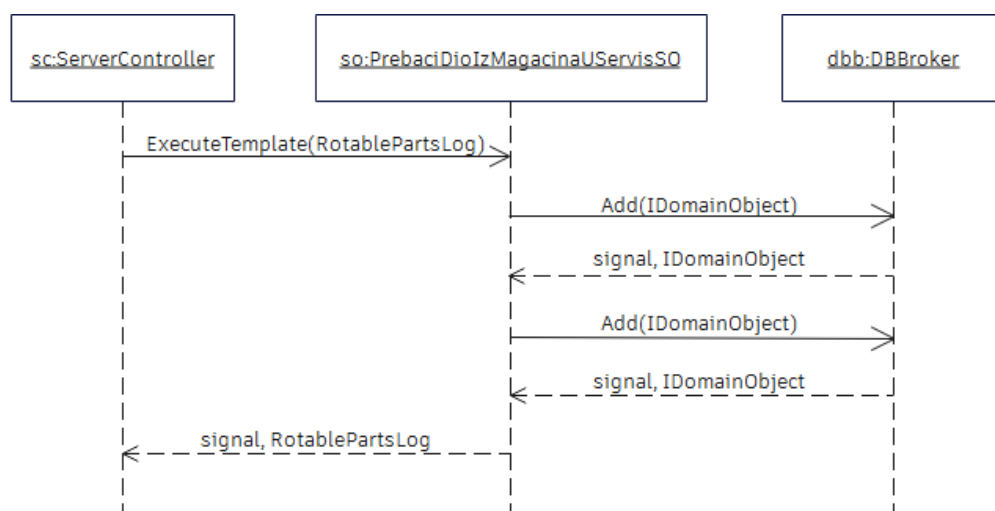 sc:ServerController
so:PrebaciDioIzMagacinaUServisSO
dbb:DBBroker
ExecuteTemplate(RotablePartsLog)
Add(IDomainObject)
signal, IDomainObject
Add(IDomainObject)
signal, IDomainObject
signal, RotablePartsLog